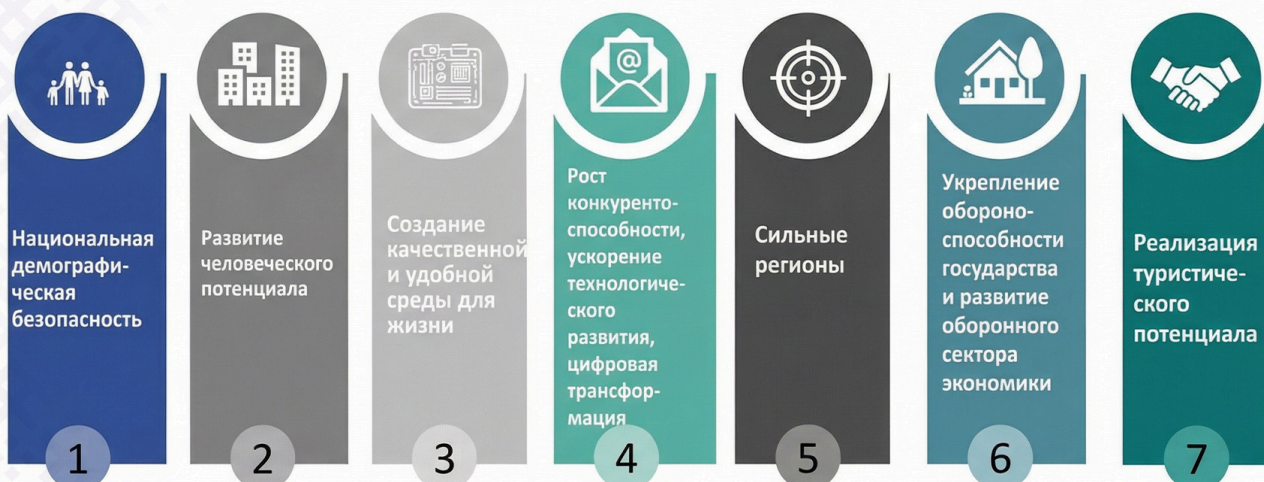 Национальная
демографи-
ческая
безопасность
1
Развитие
человеческого
потенциала
2
Создание
качественной
и удобной
среды для
жизни
3
@
Рост
конкуренто-
способности,
ускорение
технологиче-
ского
развития,
цифровая
трансфор-
мация
4
Сильные
регионы
5
Укрепление
обороно-
способности
государства
и развитие
оборонного
сектора
экономики
6
Реализация
туристиче-
ского
потенциала
7